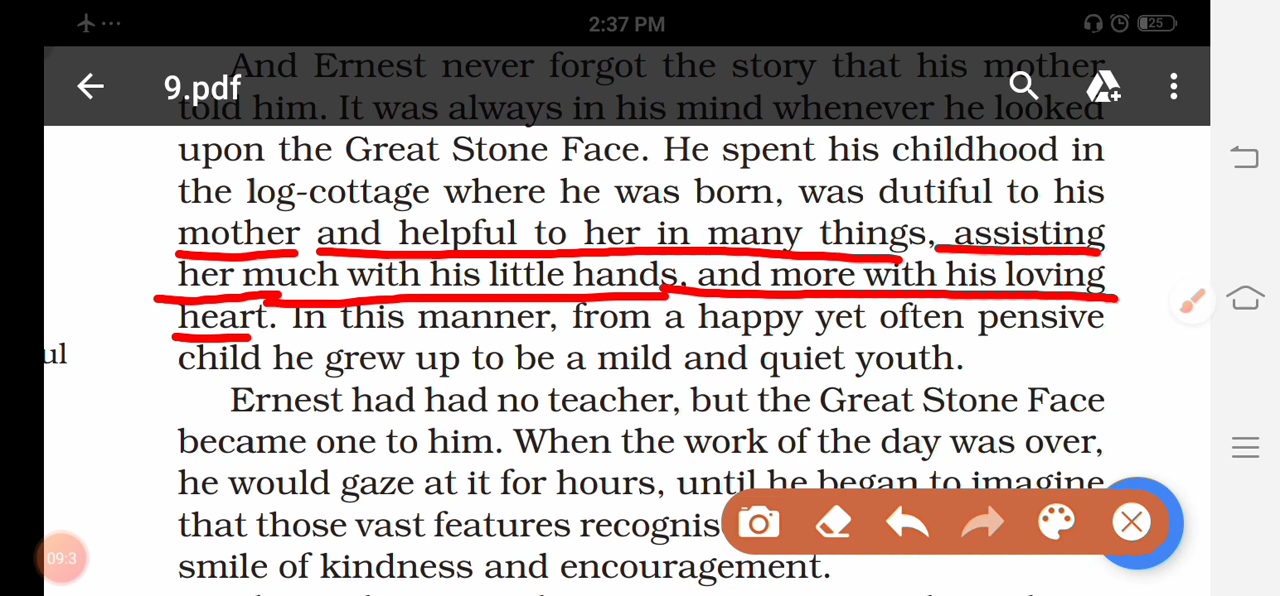 2:37 PM
25
9.pdf
And Ernest never forgot the story that his mother
told him. It was always in his mind whenever he looked
upon the Great Stone Face. He spent his childhood in
the log-cottage where he was born, was dutiful to his
mother and helpful to her in many things, assisting
her much with his little hands, and more with his loving
heart. In this manner, from a happy yet often pensive
ul
child he grew up to be a mild and quiet youth.
Ernest had had no teacher, but the Great Stone Face
became one to him. When the work of the day was over,
he would gaze at it for hours, until he began to imagine
that those vast features recognis
09:3
smile of kindness and encouragement.